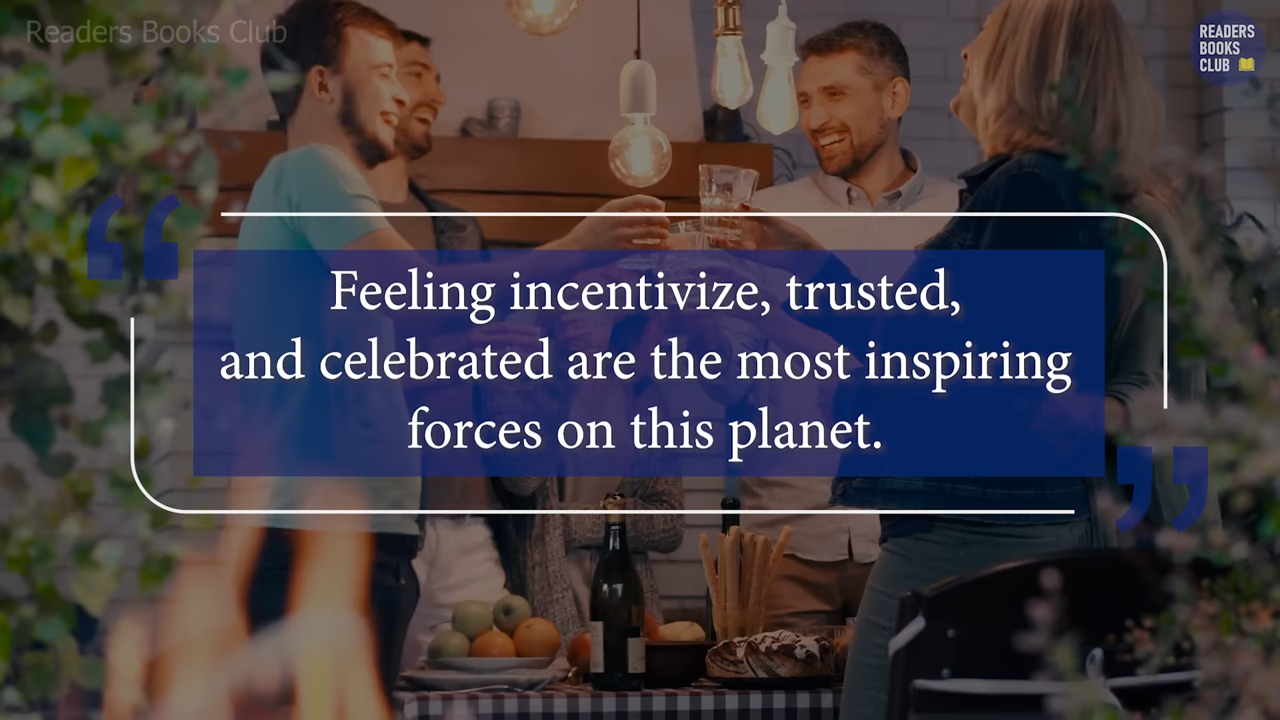 Readers Books Club
READERS
BOOKS
CLUB
“
Feeling incentivize, trusted,
and celebrated are the most inspiring
forces on this planet.
”